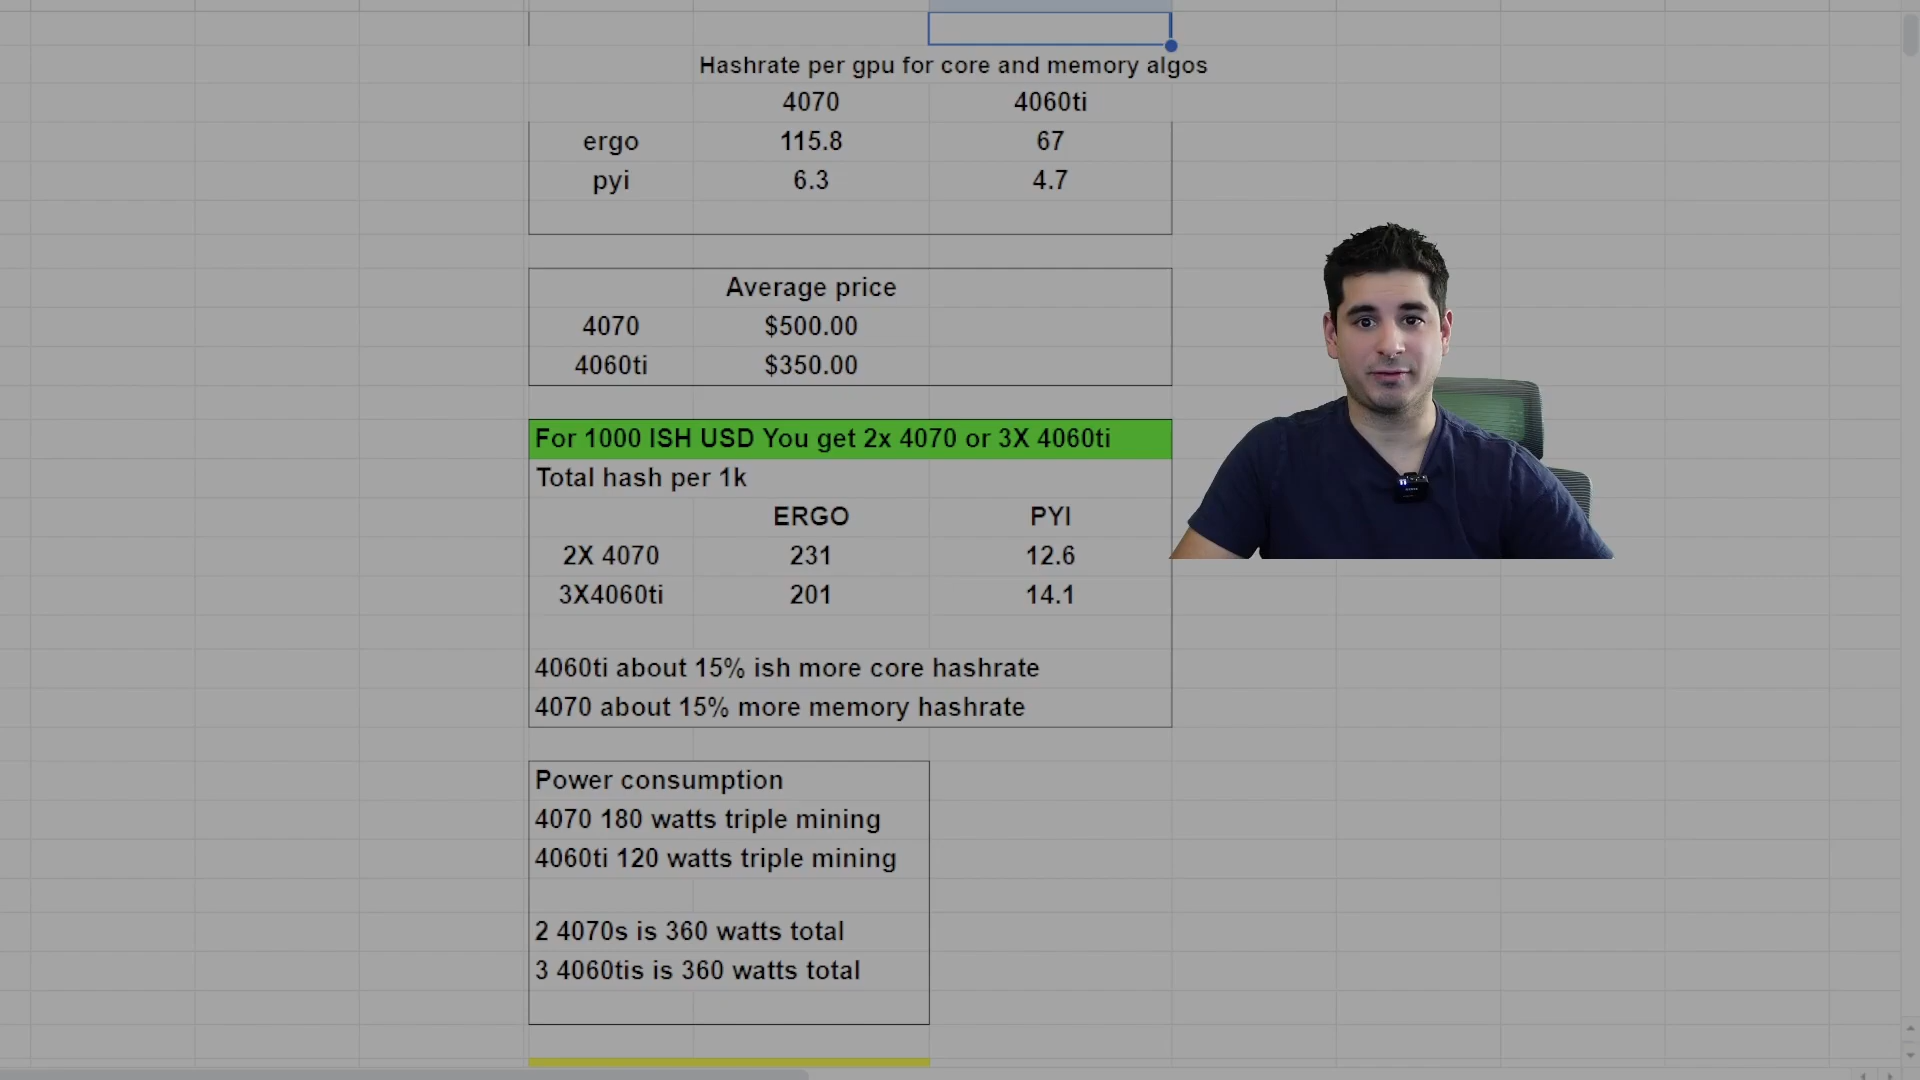 Hashrate per gpu for core and memory algos
4070 4060ti
ergo 115.8 67
pyi 6.3 4.7
Average price
4070 $500.00
4060ti $350.00
For 1000 ISH USD You get 2x 4070 or 3X 4060ti
Total hash per 1k
ERGO PYI
2X 4070 231 12.6
3X4060ti 201 14.1
4060ti about 15% ish more core hashrate
4070 about 15% more memory hashrate
Power consumption
4070 180 watts triple mining
4060ti 120 watts triple mining
2 4070s is 360 watts total
3 4060tis is 360 watts total